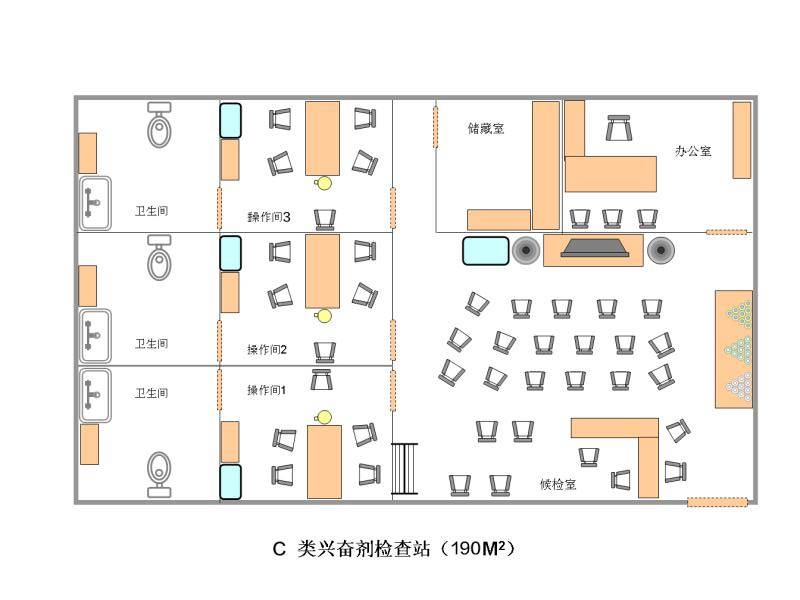 储藏室
办公室
卫生间
操作间3
卫生间
操作间2
卫生间
操作间1
候检室
C 类兴奋剂检查站（190M²）